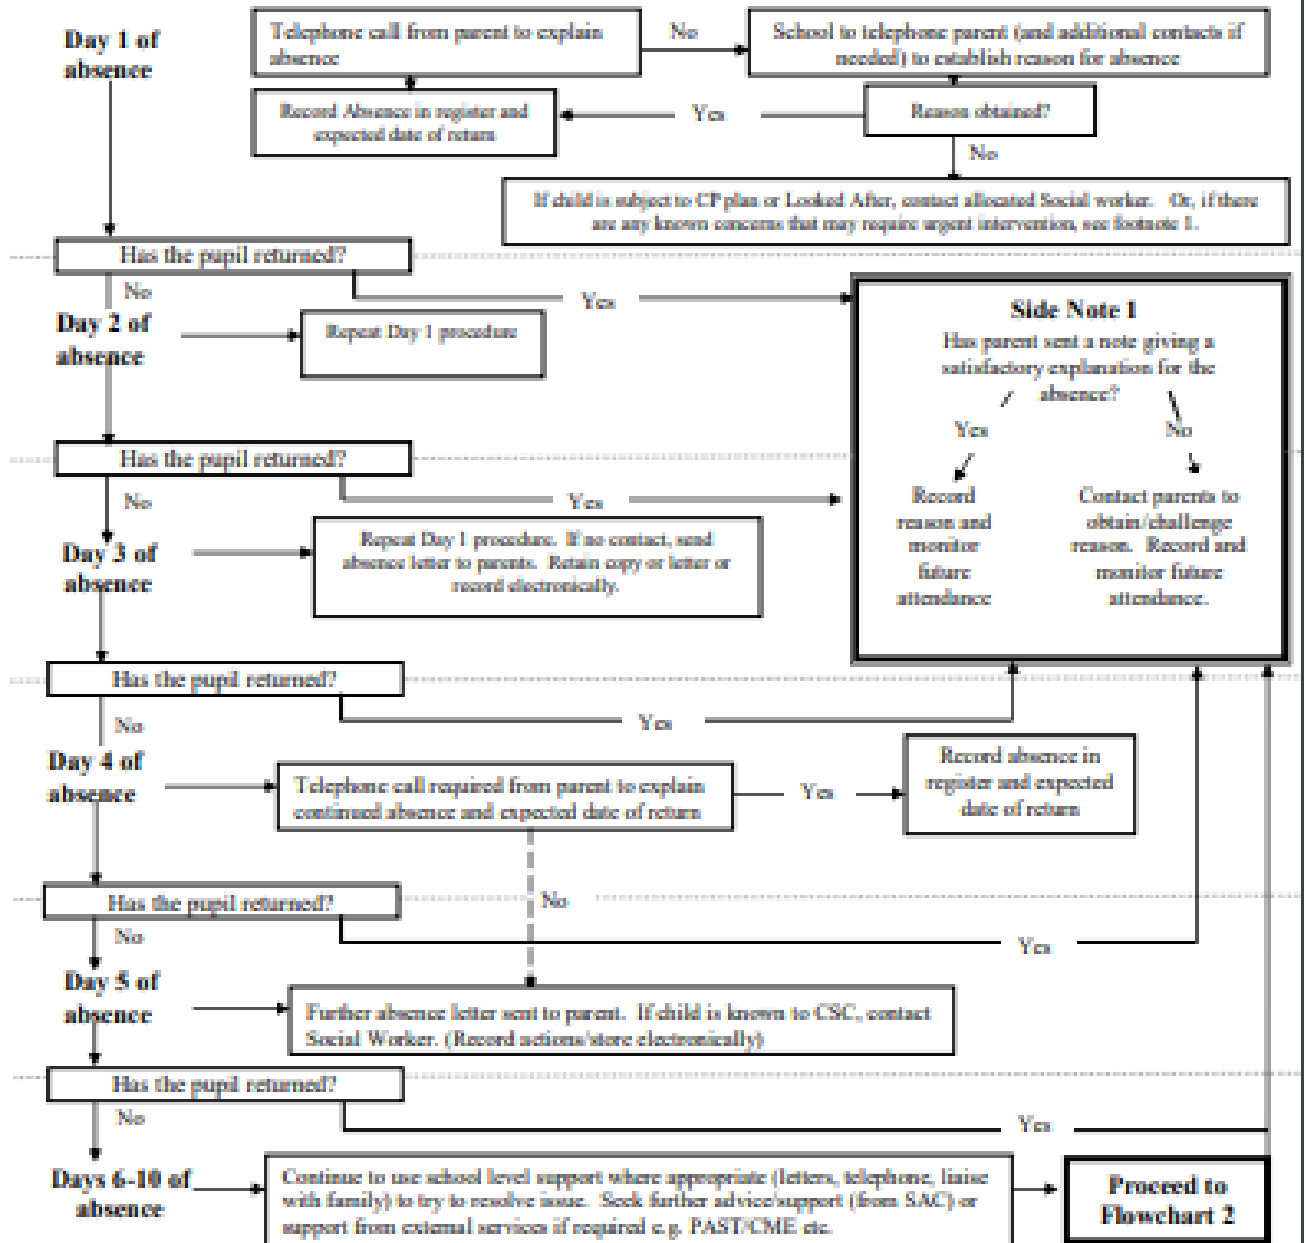 Day 1 of
absence
Telephone call from parent to explain
absence
No
School to telephone parent (and additional contacts if
needed) to establish reason for absence
Record Absence in register and
expected date of return
Yes
Reason obtained?
No
If child is subject to CP plan or Looked After, contact allocated Social worker. Or, if there
are any known concerns that may require urgent intervention, see footnote 1.
Has the pupil returned?
No
Yes
Day 2 of
absence
Repeat Day 1 procedure
Side Note 1
Has parent sent a note giving a
satisfactory explanation for the
absence?
Yes
No
Record
reason and
monitor
future
attendance
Contact parents to
obtain/challenge
reason. Record and
monitor future
attendance.
Has the pupil returned?
No
Yes
Day 3 of
absence
Repeat Day 1 procedure. If no contact, send
absence letter to parents. Retain copy or letter or
record electronically.
Has the pupil returned?
No
Yes
Day 4 of
absence
Telephone call required from parent to explain
continued absence and expected date of return
Yes
Record absence in
register and expected
date of return
Has the pupil returned?
No
No
Yes
Day 5 of
absence
Further absence letter sent to parent. If child is known to CSC, contact
Social Worker. (Record actions/store electronically)
Has the pupil returned?
No
Yes
Days 6-10 of
absence
Continue to use school level support where appropriate (letters, telephone, liaise
with family) to try to resolve issue. Seek further advice/support (from SAC) or
support from external services if required e.g. PAST/CME etc.
Proceed to
Flowchart 2